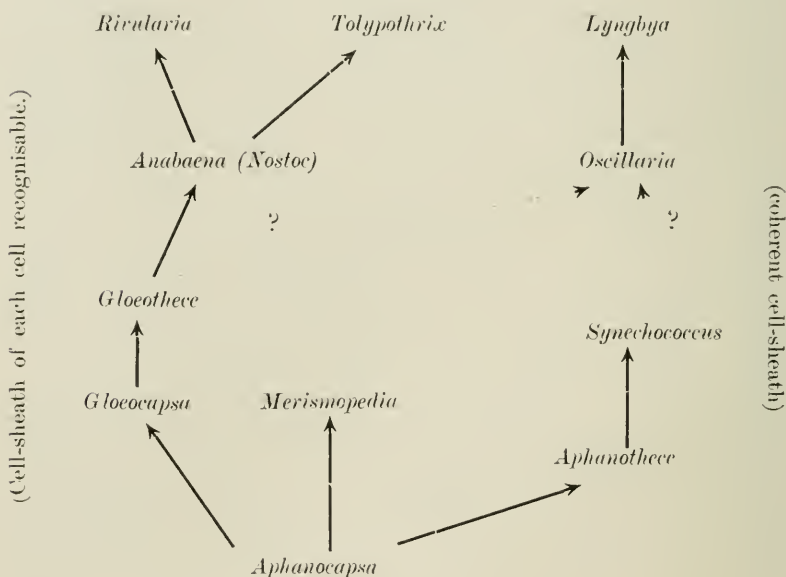 Rivularia Tolypothrix Lyngbya
Anabaena (Nostoc) Oscillaria
? ?
Gloeothece
Synechococcus
Gloeocapsa Merismopedia
Aphanothece
Aphanocapsa
(Cell-sheath of each cell recognisable.)
(coherent cell-sheath)